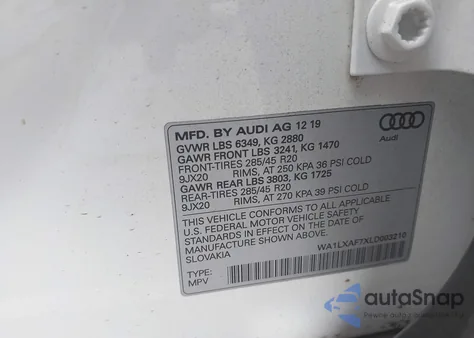 MFD. BY AUDI AG 12 19
GVWR LBS 6349, KG 2880
GAWR FRONT LBS 3241, KG 1470
FRONT-TIRES 285/45 R20
9JX20 RIMS, AT 250 KPA 36 PSI COLD
GAWR REAR LBS 3803, KG 1725
REAR-TIRES 285/45 R20
9JX20 RIMS, AT 270 KPA 39 PSI COLD
THIS VEHICLE CONFORMS TO ALL APPLICABLE
U.S. FEDERAL MOTOR VEHICLE SAFETY STANDARDS
IN EFFECT ON THE DATE OF
MANUFACTURE SHOWN ABOVE.
SLOVAKIA
WA1LXAF7XLD003210
TYPE:
MPV
Audi
autoSnap